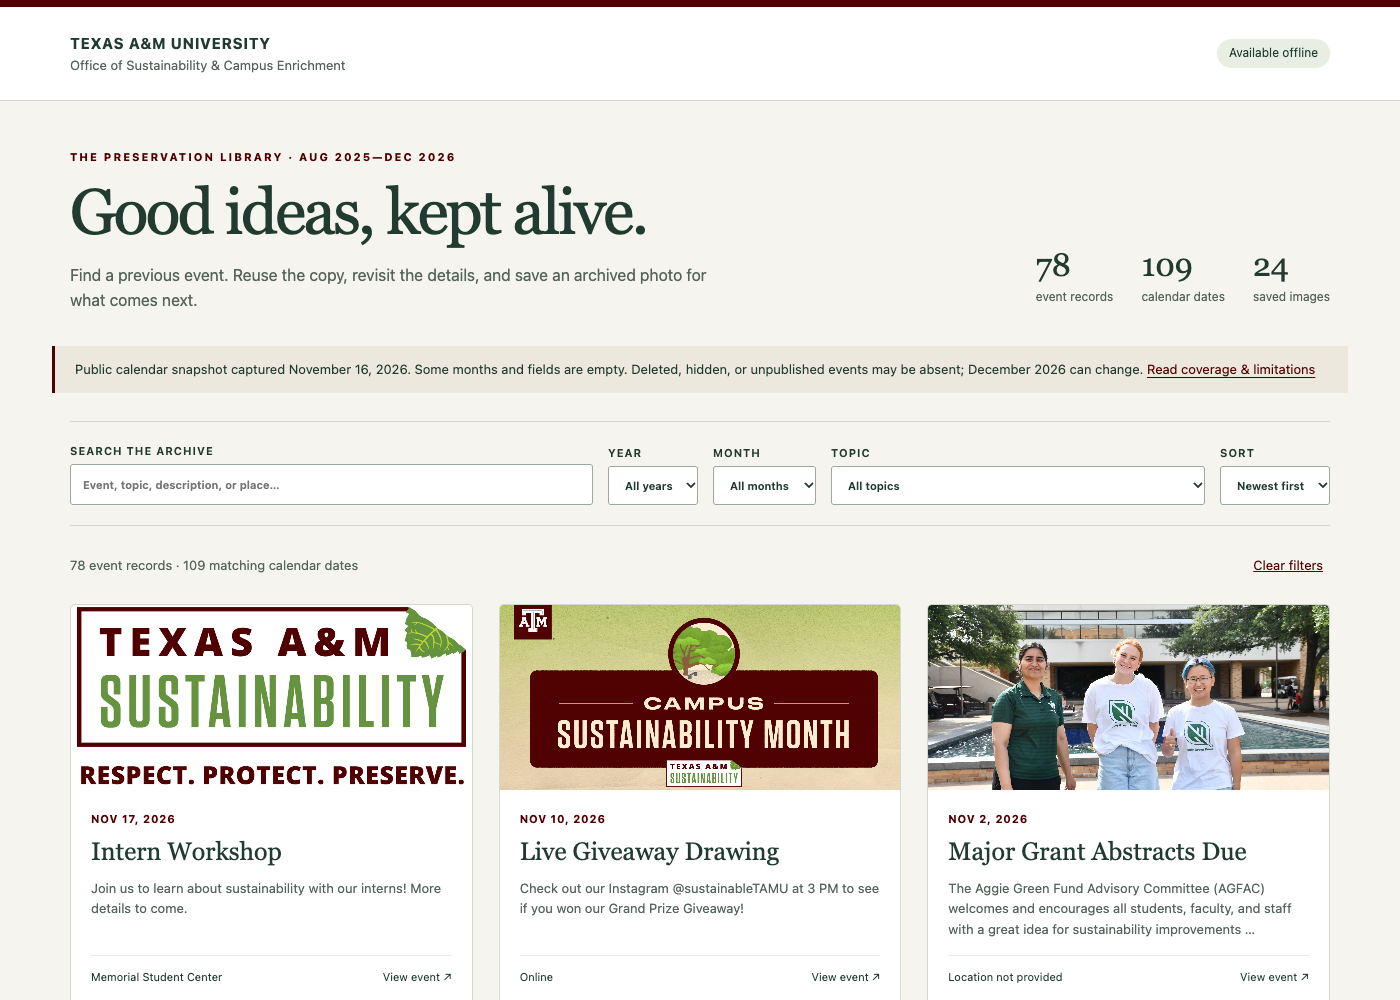 TEXAS A&M UNIVERSITY
Office of Sustainability & Campus Enrichment
Available offline
THE PRESERVATION LIBRARY · AUG 2025—DEC 2026
Good ideas, kept alive.
Find a previous event. Reuse the copy, revisit the details, and save an archived photo for
what comes next.
78
event records
109
calendar dates
24
saved images
Public calendar snapshot captured November 16, 2026. Some months and fields are empty. Deleted, hidden, or unpublished events may be absent; December 2026 can change. Read coverage & limitations
SEARCH THE ARCHIVE
Event, topic, description, or place...
YEAR
All years
MONTH
All months
TOPIC
All topics
SORT
Newest first
78 event records · 109 matching calendar dates
Clear filters
TEXAS A&M
SUSTAINABILITY
RESPECT. PROTECT. PRESERVE.
NOV 17, 2026
Intern Workshop
Join us to learn about sustainability with our interns! More
details to come.
Memorial Student Center
View event ↗
ATM
CAMPUS
SUSTAINABILITY MONTH
TEXAS A&M
SUSTAINABILITY
NOV 10, 2026
Live Giveaway Drawing
Check out our Instagram @sustainableTAMU at 3 PM to see
if you won our Grand Prize Giveaway!
Online
View event ↗
NOV 2, 2026
Major Grant Abstracts Due
The Aggie Green Fund Advisory Committee (AGFAC)
welcomes and encourages all students, faculty, and staff
with a great idea for sustainability improvements ...
Location not provided
View event ↗